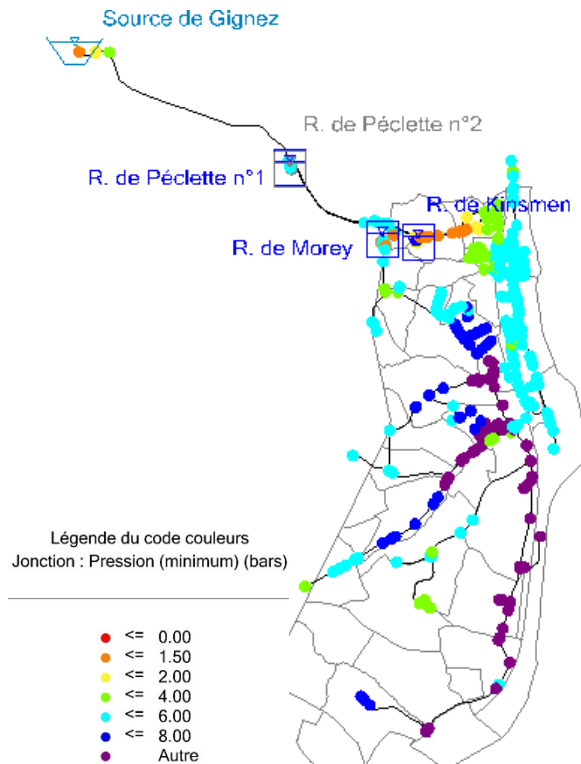 Source de Gignez
R. de Péclette n°2
R. de Péclette n°1
R. de Kinsmen
R. de Morey
Légende du code couleurs
Jonction : Pression (minimum) (bars)
<= 0.00
<= 1.50
<= 2.00
<= 4.00
<= 6.00
<= 8.00
Autre